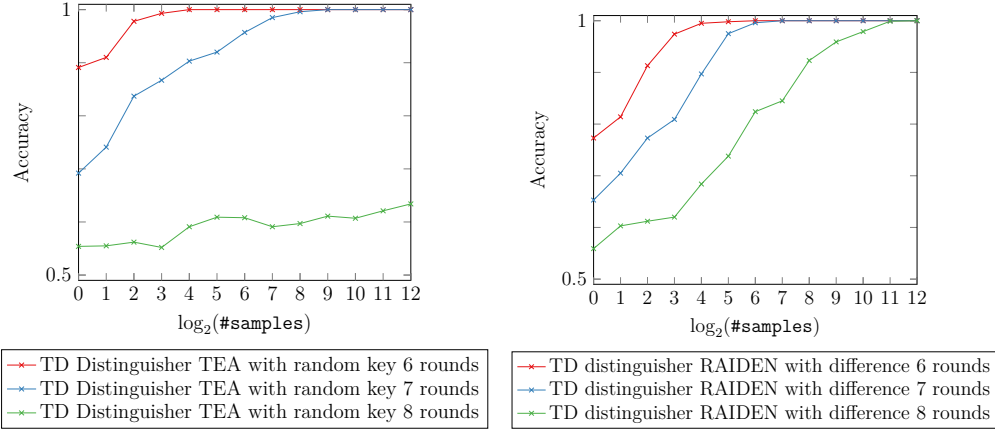 1
0.5
Accuracy
0 1 2 3 4 5 6 7 8 9 10 11 12
log2(#samples)
TD Distinguisher TEA with random key 6 rounds
TD Distinguisher TEA with random key 7 rounds
TD Distinguisher TEA with random key 8 rounds
1
0.5
Accuracy
0 1 2 3 4 5 6 7 8 9 10 11 12
log2(#samples)
TD distinguisher RAIDEN with difference 6 rounds
TD distinguisher RAIDEN with difference 7 rounds
TD distinguisher RAIDEN with difference 8 rounds